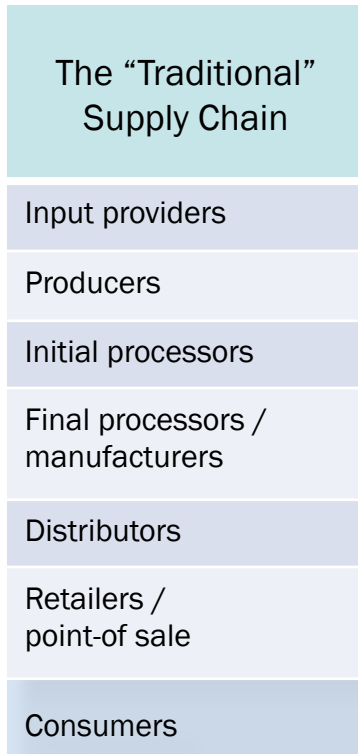 The “Traditional”
Supply Chain
Input providers
Producers
Initial processors
Final processors /
manufacturers
Distributors
Retailers /
point-of sale
Consumers